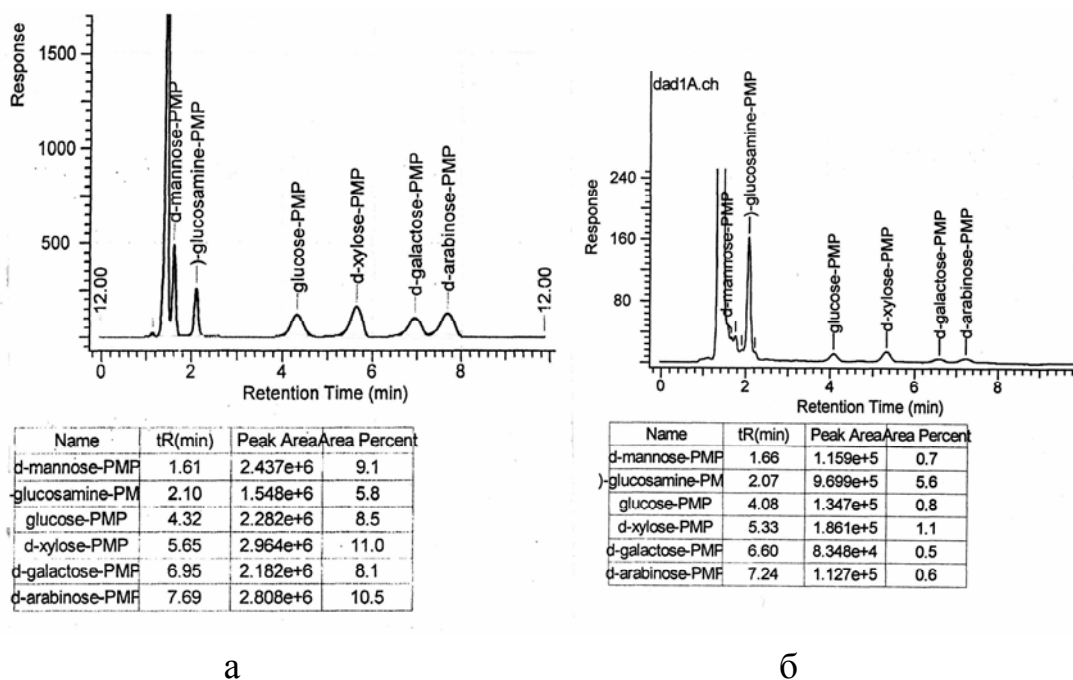 Response
1500
1000
500
d-mannose-PMP
)-glucosamine-PMP
glucose-PMP
d-xylose-PMP
d-galactose-PMP
d-arabinose-PMP
12.00
12.00
0 2 4 6 8
Retention Time (min)
Name tR(min) Peak Area Area Percent
d-mannose-PMP 1.61 2.437e+6 9.1
-glucosamine-PM 2.10 1.548e+6 5.8
glucose-PMP 4.32 2.282e+6 8.5
d-xylose-PMP 5.65 2.964e+6 11.0
d-galactose-PMP 6.95 2.182e+6 8.1
d-arabinose-PMF 7.69 2.808e+6 10.5
а
dad1A.ch
Response
240
160
80
d-mannose-PMP
)-glucosamine-PMP
glucose-PMP
d-xylose-PMP
d-galactose-PMP
d-arabinose-PMP
0 2 4 6 8
Retention Time (min)
Name tR(min) Peak Area Area Percent
d-mannose-PMP 1.66 1.159e+5 0.7
)-glucosamine-PM 2.07 9.699e+5 5.6
glucose-PMP 4.08 1.347e+5 0.8
d-xylose-PMP 5.33 1.861e+5 1.1
d-galactose-PMP 6.60 8.348e+4 0.5
d-arabinose-PMF 7.24 1.127e+5 0.6
б